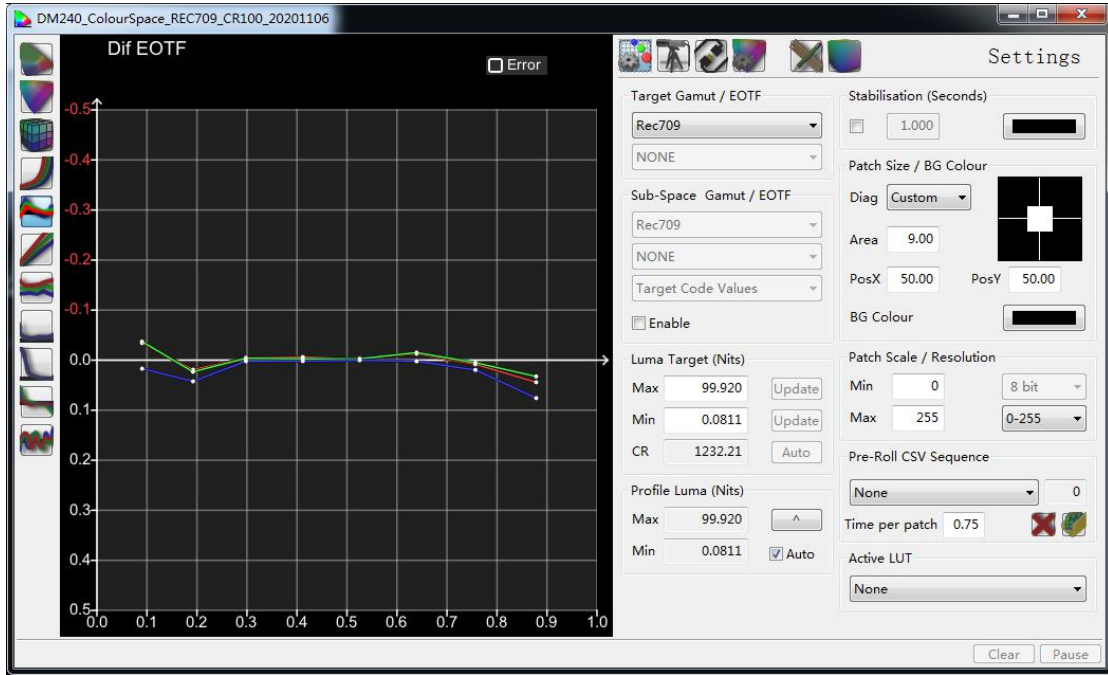 DM240_ColourSpace_REC709_CR100_20201106
Dif EOTF
Error
-0.5
-0.4
-0.3
-0.2
-0.1
0.0
0.1
0.2
0.3
0.4
0.5
0.0 0.1 0.2 0.3 0.4 0.5 0.6 0.7 0.8 0.9 1.0
Settings
Target Gamut / EOTF
Rec709
NONE
Sub-Space Gamut / EOTF
Rec709
NONE
Target Code Values
Enable
Luma Target (Nits)
Max 99.920 Update
Min 0.0811 Update
CR 1232.21 Auto
Profile Luma (Nits)
Max 99.920 ^
Min 0.0811 Auto
Stabilisation (Seconds)
1.000
Patch Size / BG Colour
Diag Custom
Area 9.00
PosX 50.00 PosY 50.00
BG Colour
Patch Scale / Resolution
Min 0 8 bit
Max 255 0-255
Pre-Roll CSV Sequence
None 0
Time per patch 0.75
Active LUT
None
Clear Pause